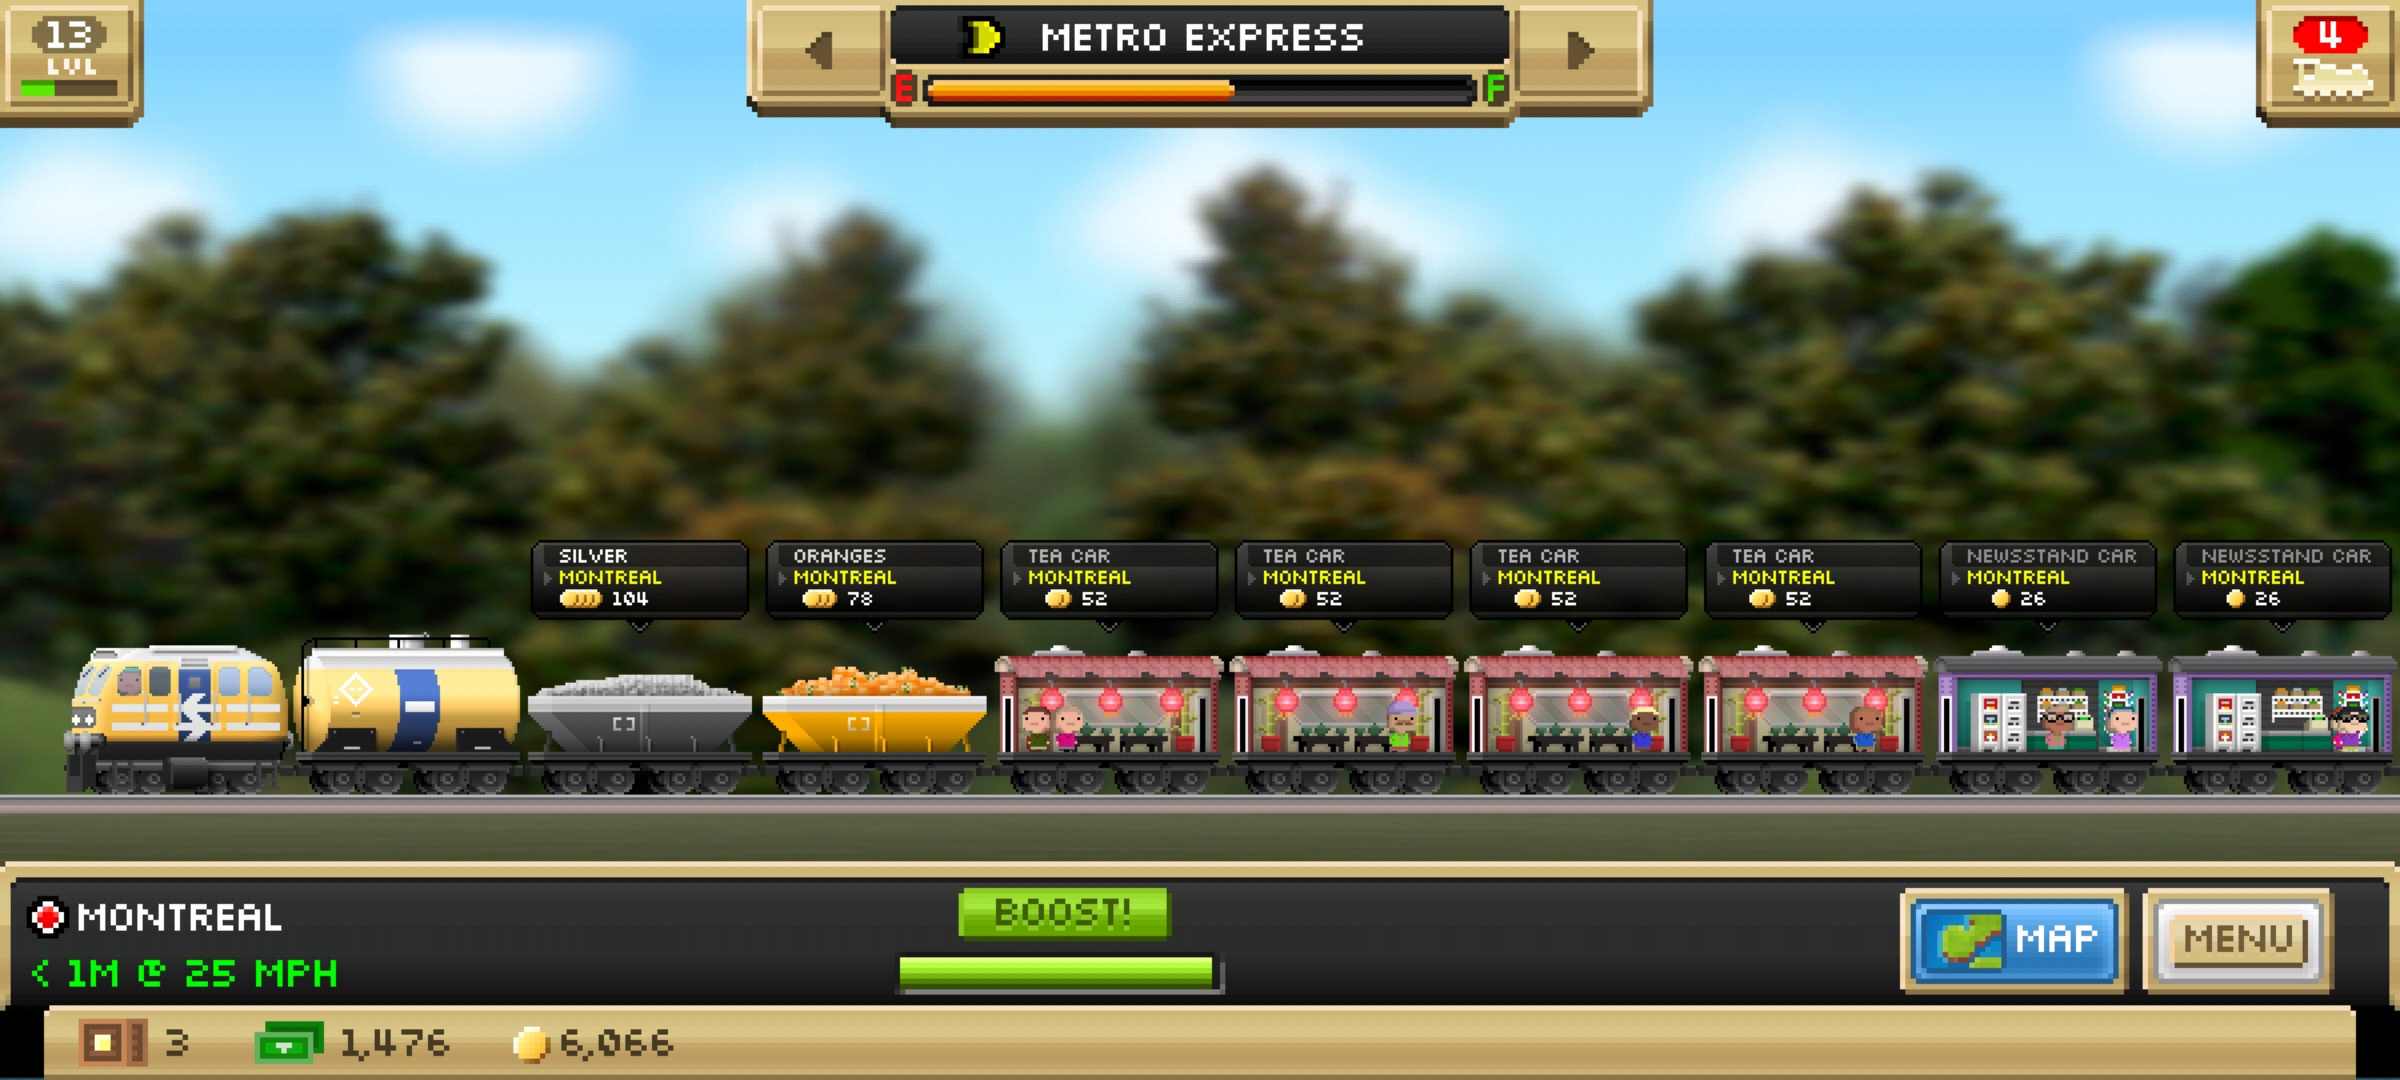 13
LVL
METRO EXPRESS
E F
4
SILVER
MONTREAL
104
ORANGES
MONTREAL
78
TEA CAR
MONTREAL
52
TEA CAR
MONTREAL
52
TEA CAR
MONTREAL
52
TEA CAR
MONTREAL
52
NEWSSTAND CAR
MONTREAL
26
NEWSSTAND CAR
MONTREAL
26
MONTREAL
< 1M @ 25 MPH
BOOST!
MAP
MENU
3
1,476
6,066